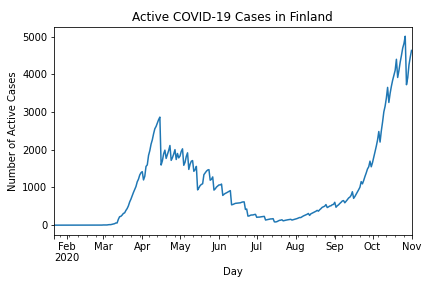 Active COVID-19 Cases in Finland
Number of Active Cases
5000
4000
3000
2000
1000
0
Feb Mar Apr May Jun Jul Aug Sep Oct Nov
2020
Day